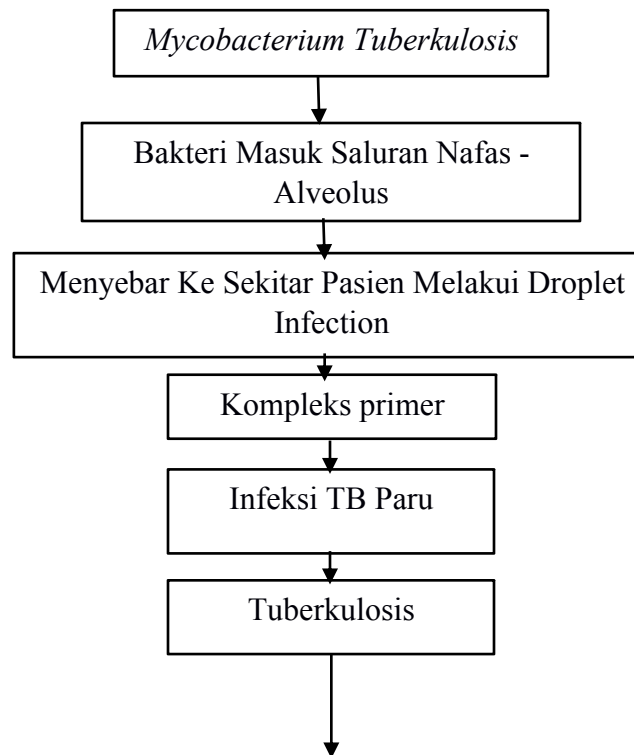 Mycobacterium Tuberkulosis
Bakteri Masuk Saluran Nafas -
Alveolus
Menyebar Ke Sekitar Pasien Melakui Droplet
Infection
Kompleks primer
Infeksi TB Paru
Tuberkulosis